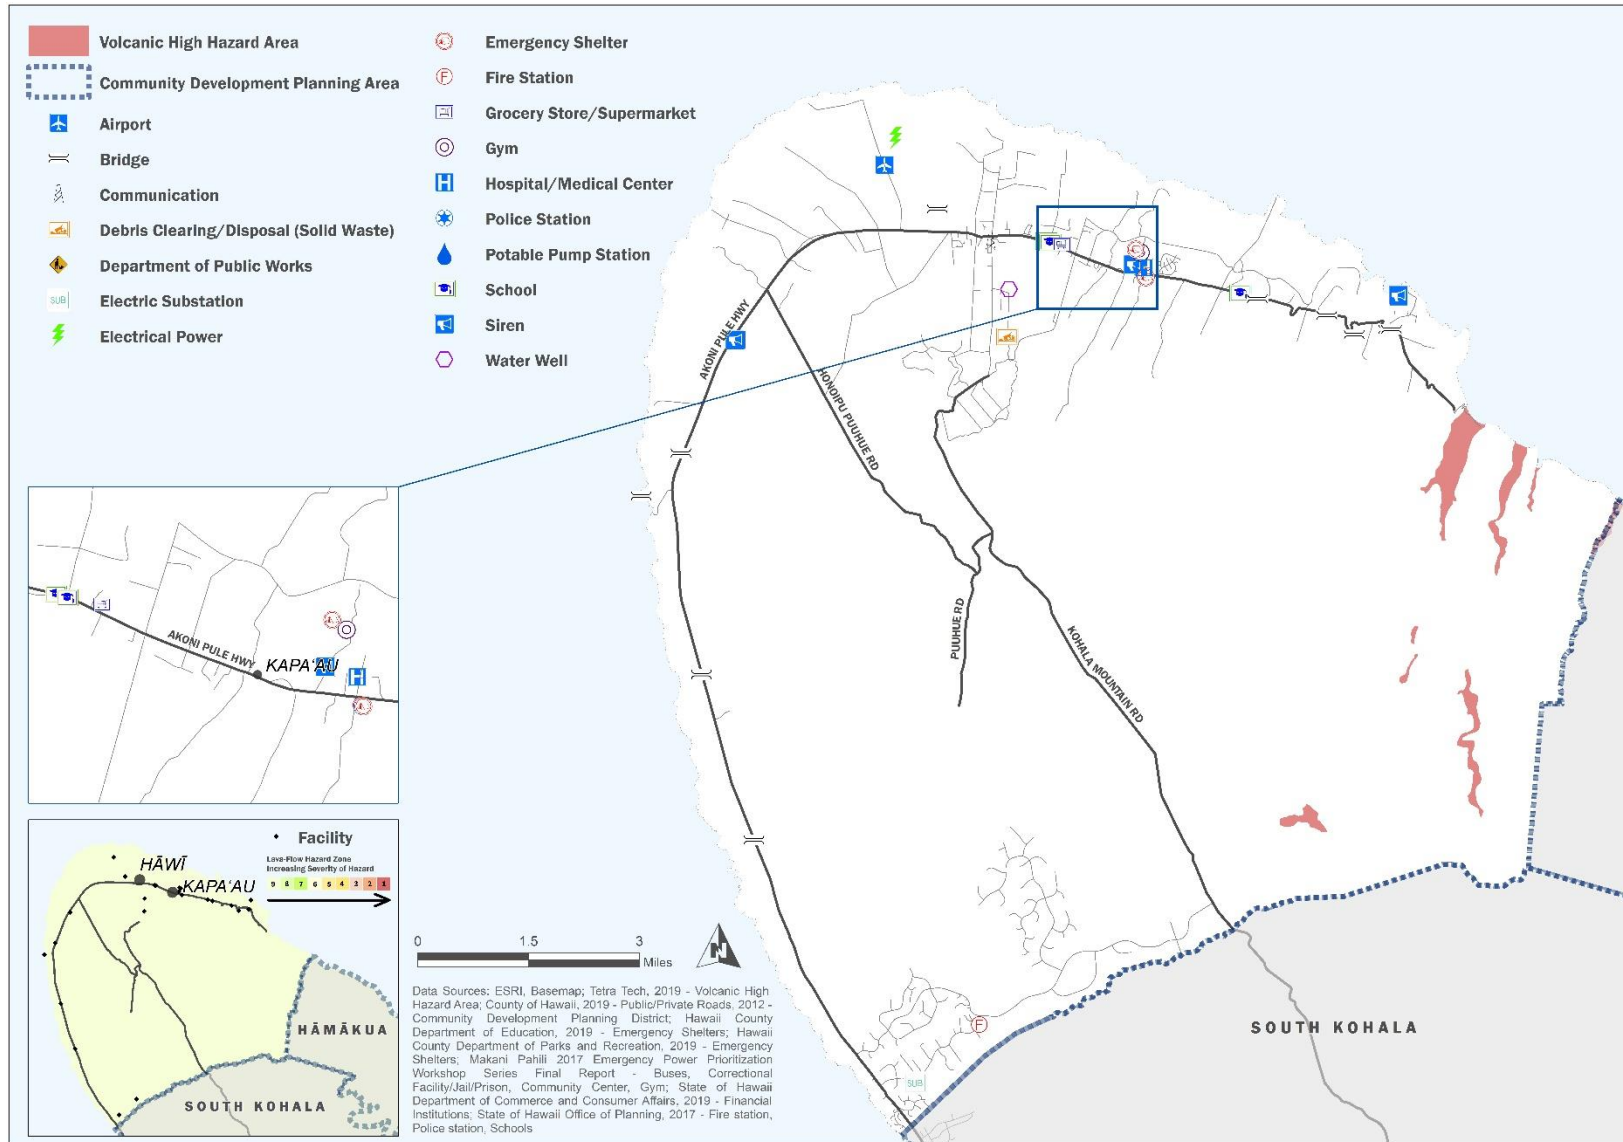 Volcanic High Hazard Area
Community Development Planning Area
Airport
Bridge
Communication
Debris Clearing/Disposal (Solid Waste)
Department of Public Works
SUB
Electric Substation
Electrical Power
Emergency Shelter
F
Fire Station
Grocery Store/Supermarket
Gym
H
Hospital/Medical Center
Police Station
Potable Pump Station
School
Siren
Water Well
AKONI PULE HWY
HONOIPU PUUHUE RD
PUUHUE RD
KOHALA MOUNTAIN RD
F
SUB
SOUTH KOHALA
AKONI PULE HWY
KAPA'AU
H
Facility
Lava-Flow Hazard Zone
Increasing Severity of Hazard
9 8 7 6 5 4 3 2 1
HĀWĪ
KAPA'AU
HĀMĀKUA
SOUTH KOHALA
0 1.5 3
Miles
N
Data Sources: ESRI, Basemap; Tetra Tech, 2019 - Volcanic High
Hazard Area; County of Hawaii, 2019 - Public/Private Roads, 2012 -
Community Development Planning District; Hawaii County
Department of Education, 2019 - Emergency Shelters; Hawaii
County Department of Parks and Recreation, 2019 - Emergency
Shelters; Makani Pahili 2017 Emergency Power Prioritization
Workshop Series Final Report - Buses, Correctional
Facility/Jail/Prison, Community Center, Gym; State of Hawaii
Department of Commerce and Consumer Affairs, 2019 - Financial
Institutions; State of Hawaii Office of Planning, 2017 - Fire station,
Police station, Schools